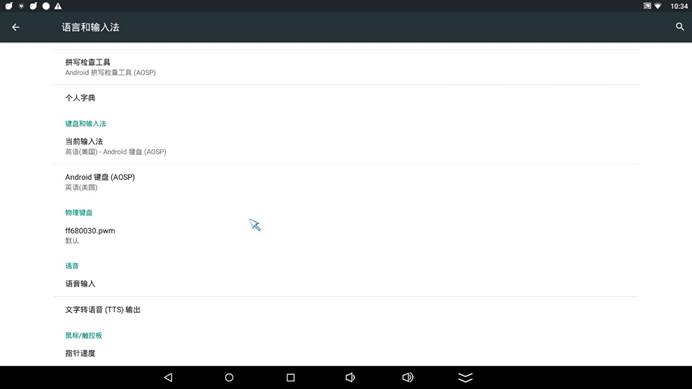 10:34
语言和输入法
拼写检查工具
Android 拼写检查工具 (AOSP)
个人字典
键盘和输入法
当前输入法
英语(美国) - Android 键盘 (AOSP)
Android 键盘 (AOSP)
英语(美国)
物理键盘
ff680030.pwm
默认
语音
语音输入
文字转语音 (TTS) 输出
鼠标/触控板
指针速度